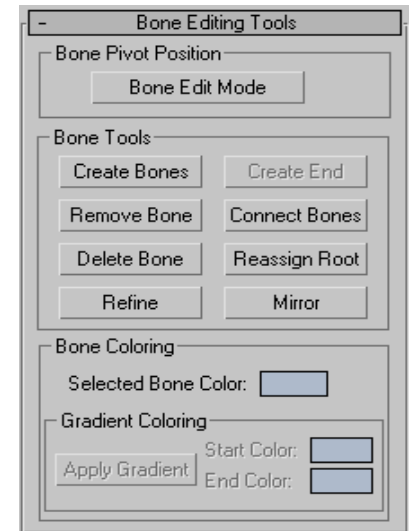 - Bone Editing Tools
Bone Pivot Position
Bone Edit Mode
Bone Tools
Create Bones Create End
Remove Bone Connect Bones
Delete Bone Reassign Root
Refine Mirror
Bone Coloring
Selected Bone Color:
Gradient Coloring
Apply Gradient Start Color:
End Color: